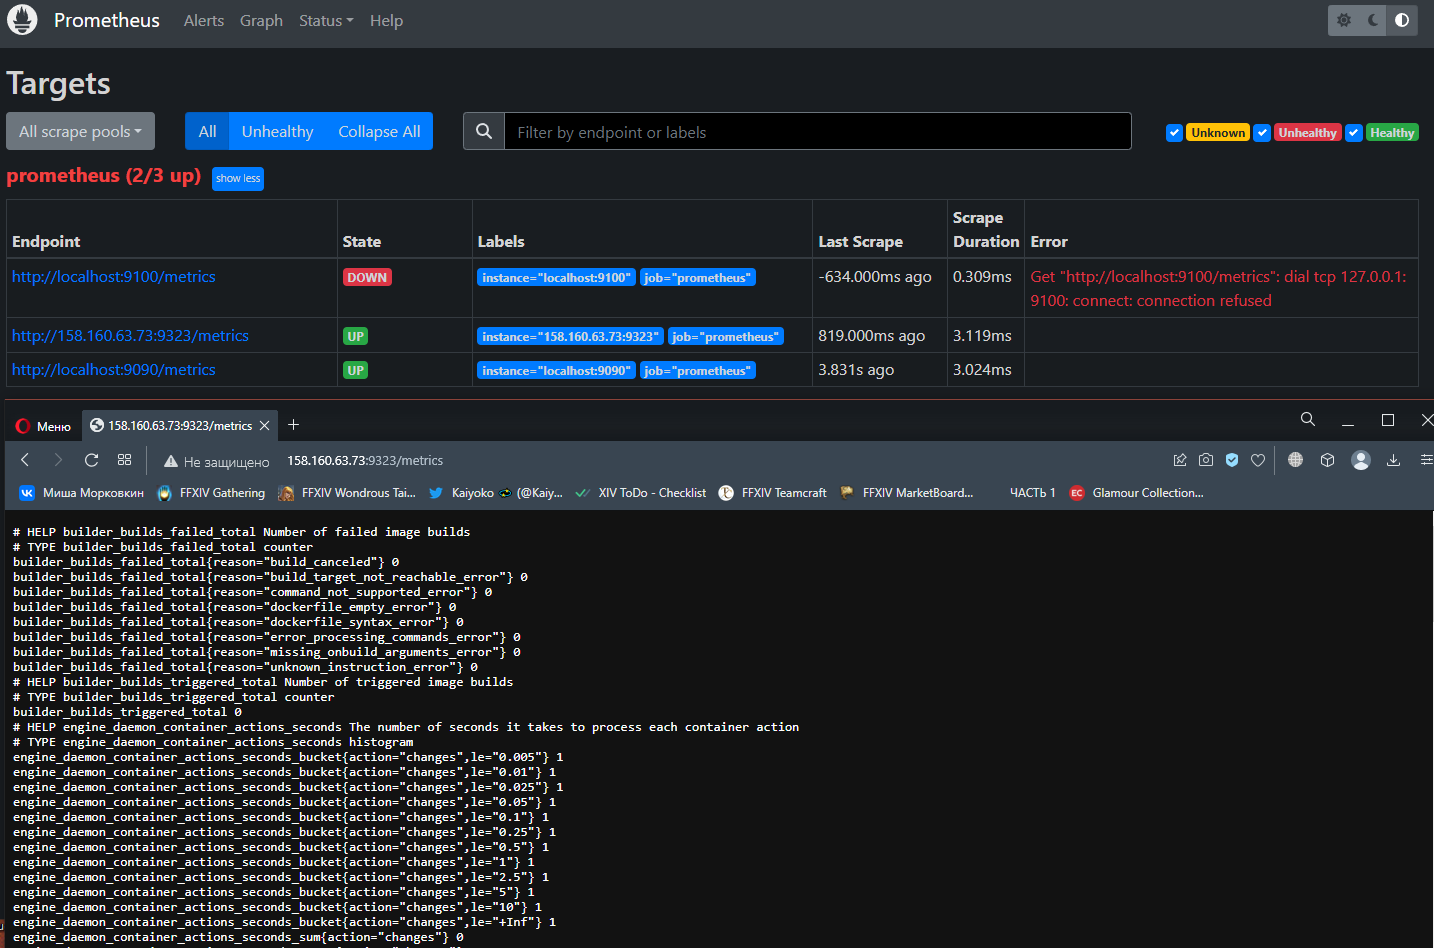 Prometheus Alerts Graph Status Help
Targets
All scrape pools All Unhealthy Collapse All Filter by endpoint or labels Unknown Unhealthy Healthy
prometheus (2/3 up) show less
Endpoint State Labels Last Scrape Scrape Duration Error
http://localhost:9100/metrics DOWN instance="localhost:9100" job="prometheus" -634.000ms ago 0.309ms Get "http://localhost:9100/metrics": dial tcp 127.0.0.1:
9100: connect: connection refused
http://158.160.63.73:9323/metrics UP instance="158.160.63.73:9323" job="prometheus" 819.000ms ago 3.119ms
http://localhost:9090/metrics UP instance="localhost:9090" job="prometheus" 3.831s ago 3.024ms
Меню 158.160.63.73:9323/metrics
Не защищено 158.160.63.73:9323/metrics
Миша Морковкин FFXIV Gathering FFXIV Wondrous Tai... Kaiyoko (@Kaiy... XIV ToDo - Checklist FFXIV Teamcraft FFXIV MarketBoard... ЧАСТЬ 1 EC Glamour Collection...
# HELP builder_builds_failed_total Number of failed image builds
# TYPE builder_builds_failed_total counter
builder_builds_failed_total{reason="build_canceled"} 0
builder_builds_failed_total{reason="build_target_not_reachable_error"} 0
builder_builds_failed_total{reason="command_not_supported_error"} 0
builder_builds_failed_total{reason="dockerfile_empty_error"} 0
builder_builds_failed_total{reason="dockerfile_syntax_error"} 0
builder_builds_failed_total{reason="error_processing_commands_error"} 0
builder_builds_failed_total{reason="missing_onbuild_arguments_error"} 0
builder_builds_failed_total{reason="unknown_instruction_error"} 0
# HELP builder_builds_triggered_total Number of triggered image builds
# TYPE builder_builds_triggered_total counter
builder_builds_triggered_total 0
# HELP engine_daemon_container_actions_seconds The number of seconds it takes to process each container action
# TYPE engine_daemon_container_actions_seconds histogram
engine_daemon_container_actions_seconds_bucket{action="changes",le="0.005"} 1
engine_daemon_container_actions_seconds_bucket{action="changes",le="0.01"} 1
engine_daemon_container_actions_seconds_bucket{action="changes",le="0.025"} 1
engine_daemon_container_actions_seconds_bucket{action="changes",le="0.05"} 1
engine_daemon_container_actions_seconds_bucket{action="changes",le="0.1"} 1
engine_daemon_container_actions_seconds_bucket{action="changes",le="0.25"} 1
engine_daemon_container_actions_seconds_bucket{action="changes",le="0.5"} 1
engine_daemon_container_actions_seconds_bucket{action="changes",le="1"} 1
engine_daemon_container_actions_seconds_bucket{action="changes",le="2.5"} 1
engine_daemon_container_actions_seconds_bucket{action="changes",le="5"} 1
engine_daemon_container_actions_seconds_bucket{action="changes",le="10"} 1
engine_daemon_container_actions_seconds_bucket{action="changes",le="+Inf"} 1
engine_daemon_container_actions_seconds_sum{action="changes"} 0